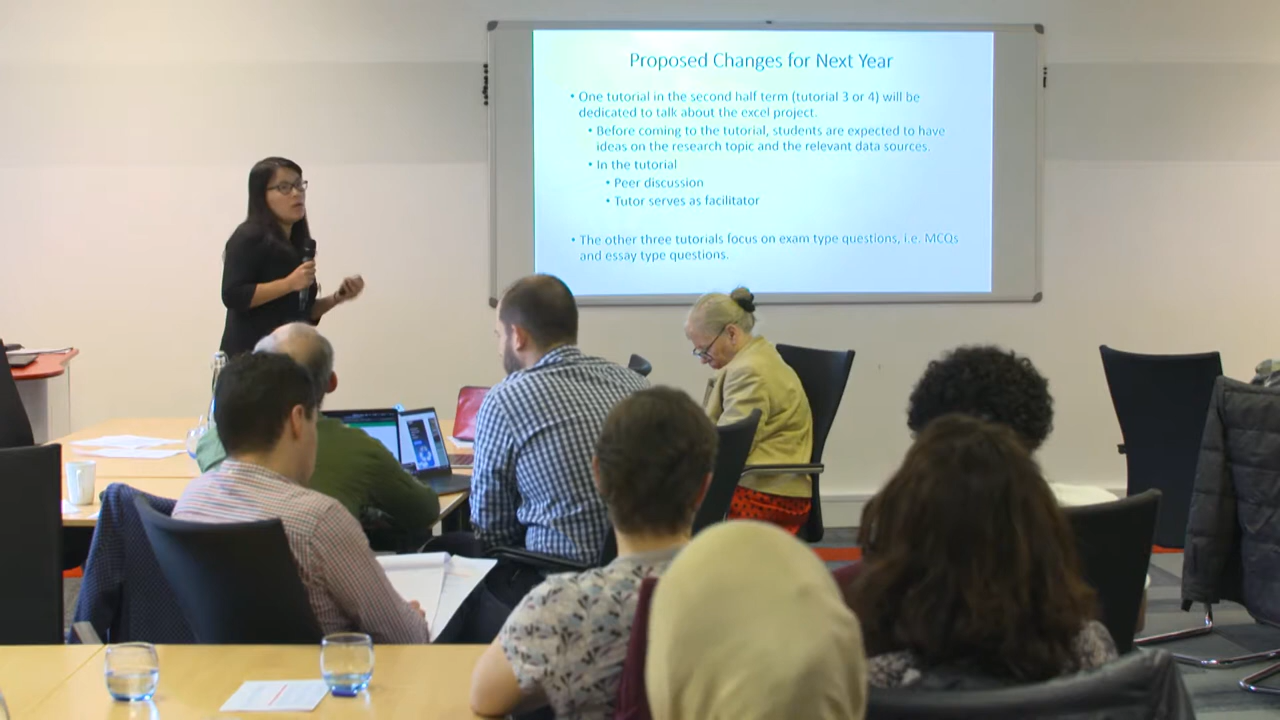 Proposed Changes for Next Year
• One tutorial in the second half term (tutorial 3 or 4) will be
dedicated to talk about the excel project.
• Before coming to the tutorial, students are expected to have
ideas on the research topic and the relevant data sources.
• In the tutorial
• Peer discussion
• Tutor serves as facilitator
• The other three tutorials focus on exam type questions, i.e. MCQs
and essay type questions.